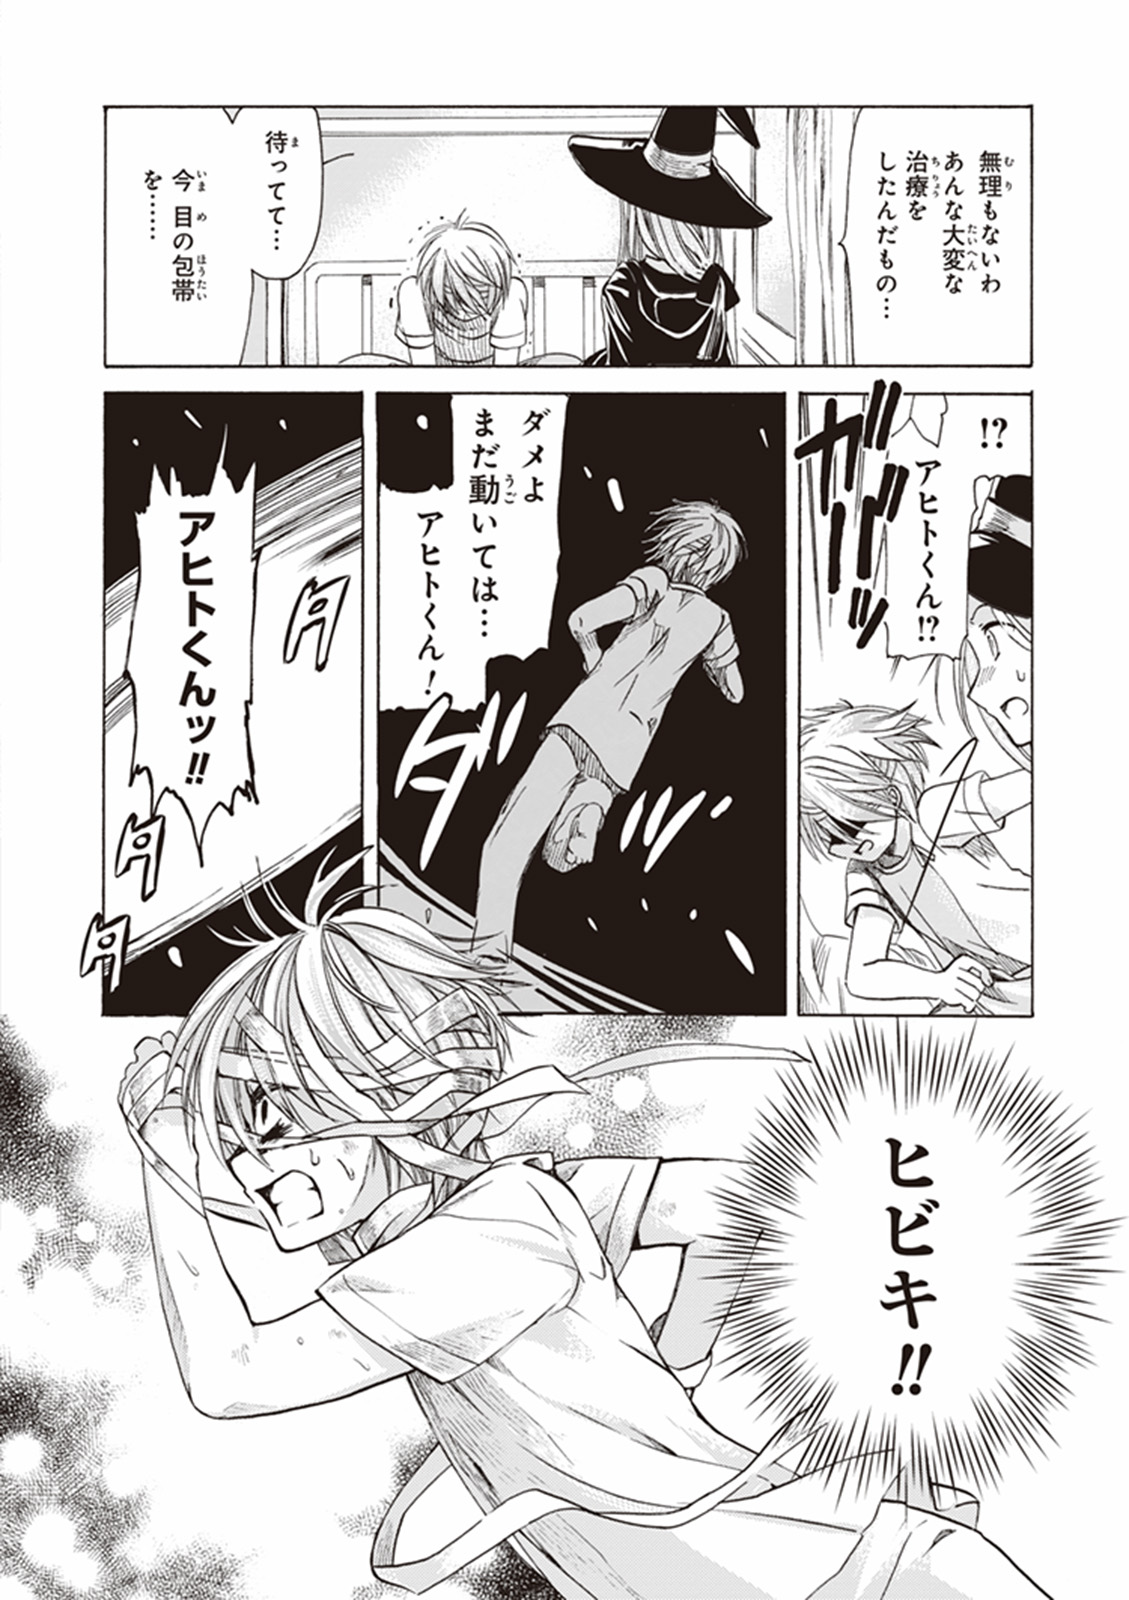 無理もないわ
あんな大変な
治療を
したんだもの…
待ってて…
今 目の包帯
を……
!?
アヒトくん!?
ガバッ
ダメよ
まだ動いては…
アヒトくん！
ダッ
アヒトくんッ!!
タ
タ
タ
ヒビキ!!